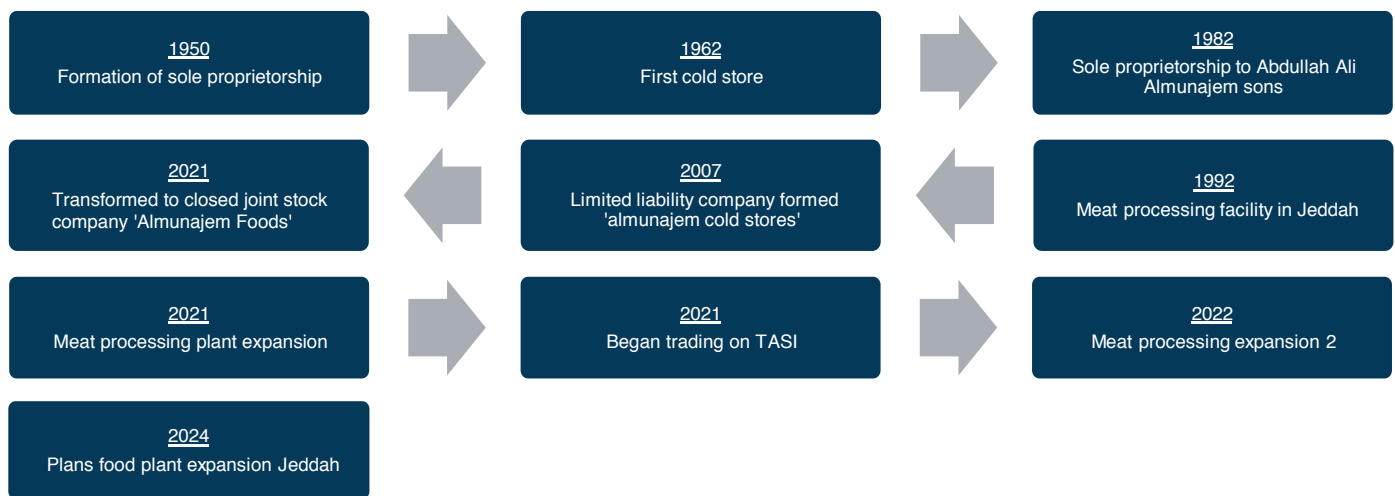 1950
Formation of sole proprietorship
1962
First cold store
1982
Sole proprietorship to Abdullah Ali
Almunajem sons
1992
Meat processing facility in Jeddah
2007
Limited liability company formed
'almunajem cold stores'
2021
Transformed to closed joint stock
company 'Almunajem Foods'
2021
Meat processing plant expansion
2021
Began trading on TASI
2022
Meat processing expansion 2
2024
Plans food plant expansion Jeddah